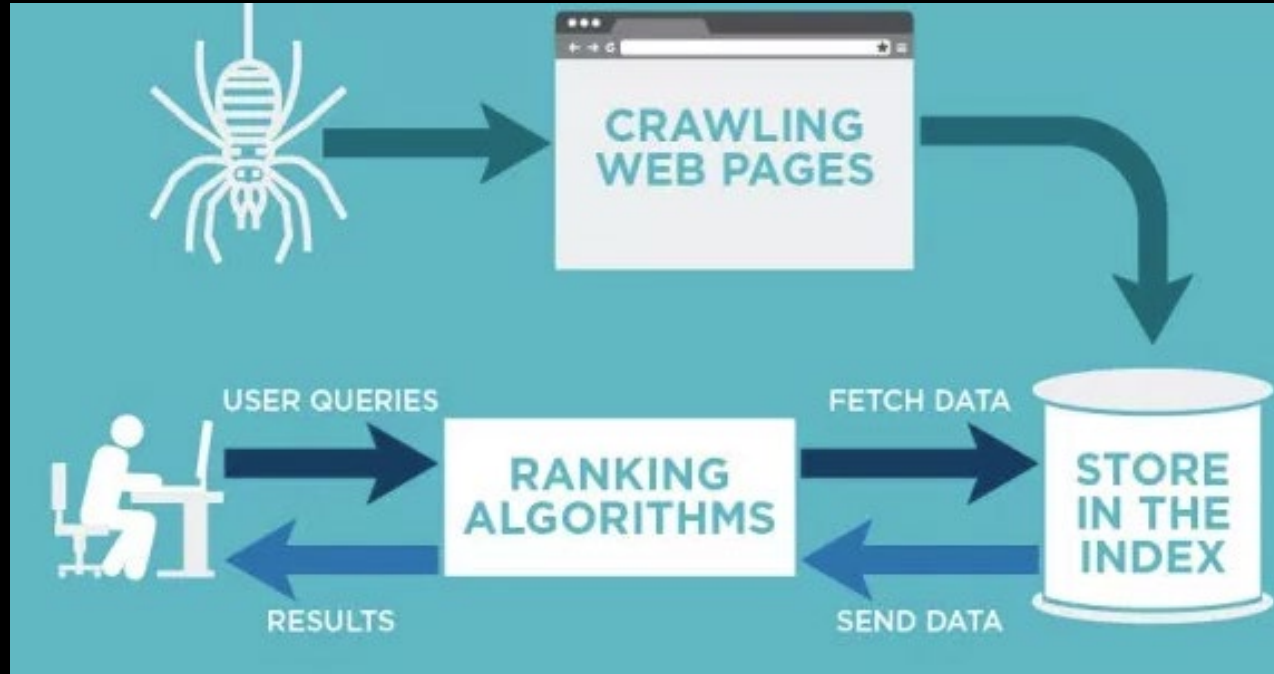 CRAWLING
WEB PAGES
USER QUERIES
FETCH DATA
RANKING
ALGORITHMS
STORE
IN THE
INDEX
RESULTS
SEND DATA